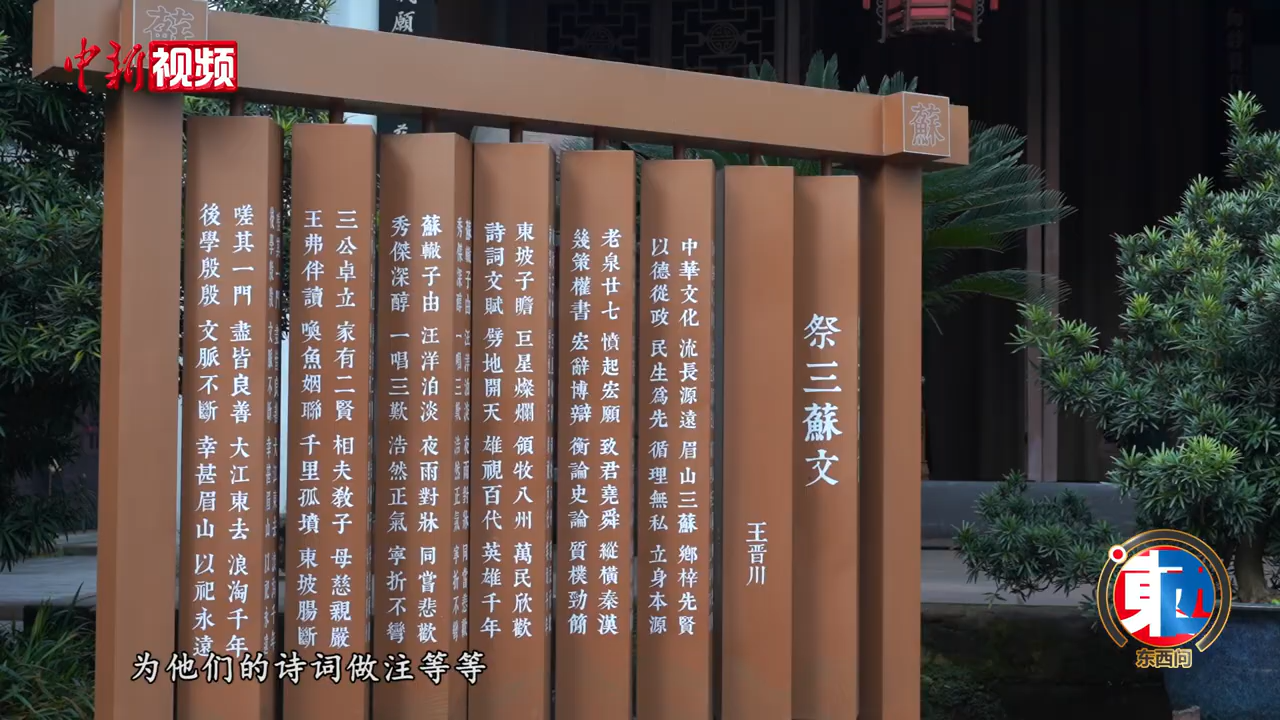 中新视频
蘇
蘇
願
祭三蘇文
王晋川
中華文化 流長源遠 眉山三蘇 鄉梓先賢
以德從政 民生爲先 循理無私 立身本源
老泉廿七 憤起宏願 致君堯舜 縱橫秦漢
幾策權書 宏辭博辯 衡論史論 質樸勁簡
東坡子瞻 巨星燦爛 領牧八州 萬民欣歡
詩詞文賦 劈地開天 雄視百代 英雄千年
蘇轍子由 汪洋泊淡 夜雨對牀 同嘗悲歡
秀傑深醇 一唱三歎 浩然正氣 寧折不彎
三公卓立 家有二賢 相夫教子 母慈親嚴
王弗伴讀 喚魚姻聯 千里孤墳 東坡腸斷
嗟其一門 盡皆良善 大江東去 浪淘千年
後學殷殷 文脈不斷 幸甚眉山 以祀永遠
为他们的诗词做注等等
東
东西问